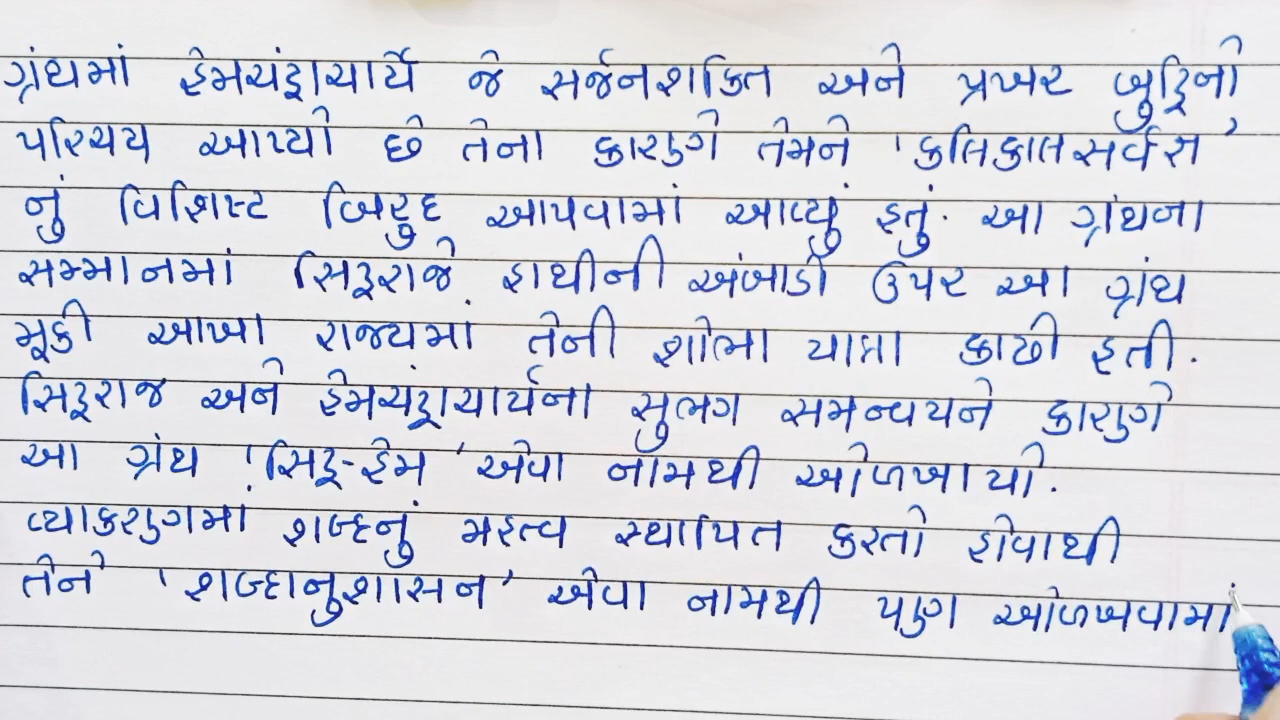 ગ્રંથમાં હેમચંદ્રાચાર્યે જે સર્જનશક્તિ અને પ્રખર બુદ્ધિનો
પરિચય આપ્યો છે તેના કારણે તેમને 'કલિકાલસર્વજ્ઞ'
નું વિશિષ્ટ બિરુદ આપવામાં આવ્યું હતું. આ ગ્રંથના
સન્માનમાં સિદ્ધરાજે હાથીની અંબાડી ઉપર આ ગ્રંથ
મૂકી આખા રાજ્યમાં તેની શોભા યાત્રા કાઢી હતી.
સિદ્ધરાજ અને હેમચંદ્રાચાર્યના સુભગ સમન્વયને કારણે
આ ગ્રંથ 'સિદ્ધ-હેમ' એવા નામથી ઓળખાયો.
વ્યાકરણમાં શબ્દનું મહત્વ સ્થાપિત કરતો હોવાથી
તેને 'શબ્દાનુશાસન' એવા નામથી પણ ઓળખવામા